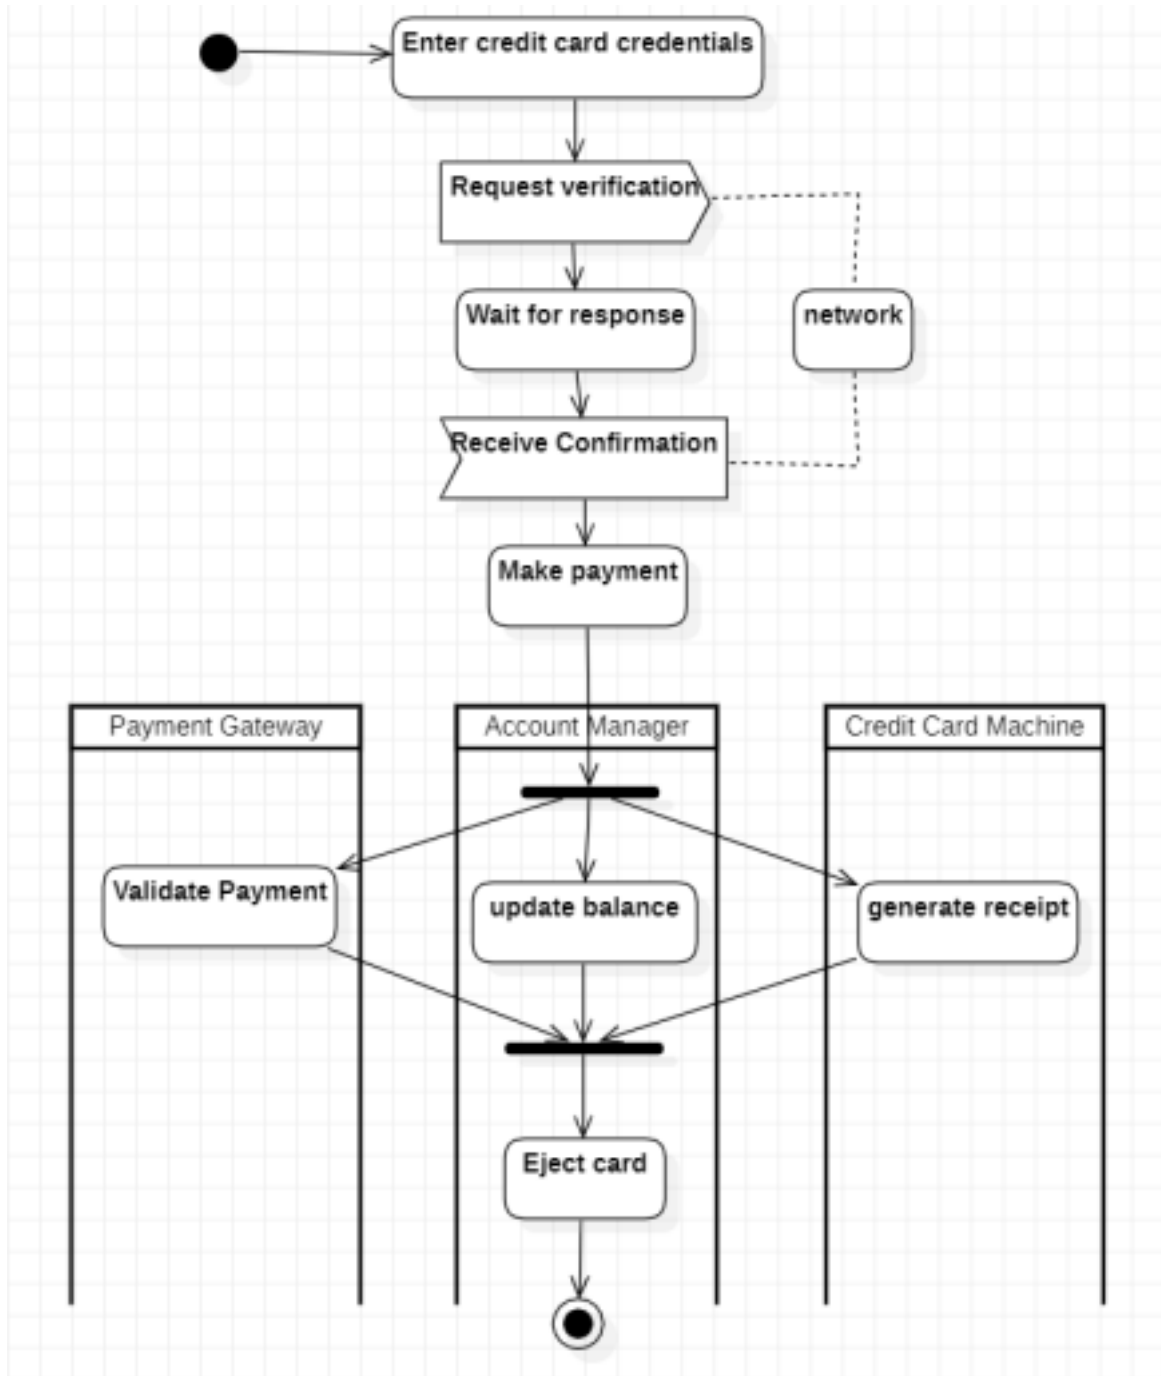 Enter credit card credentials
Request verification
Wait for response
network
Receive Confirmation
Make payment
Payment Gateway
Account Manager
Credit Card Machine
Validate Payment
update balance
generate receipt
Eject card